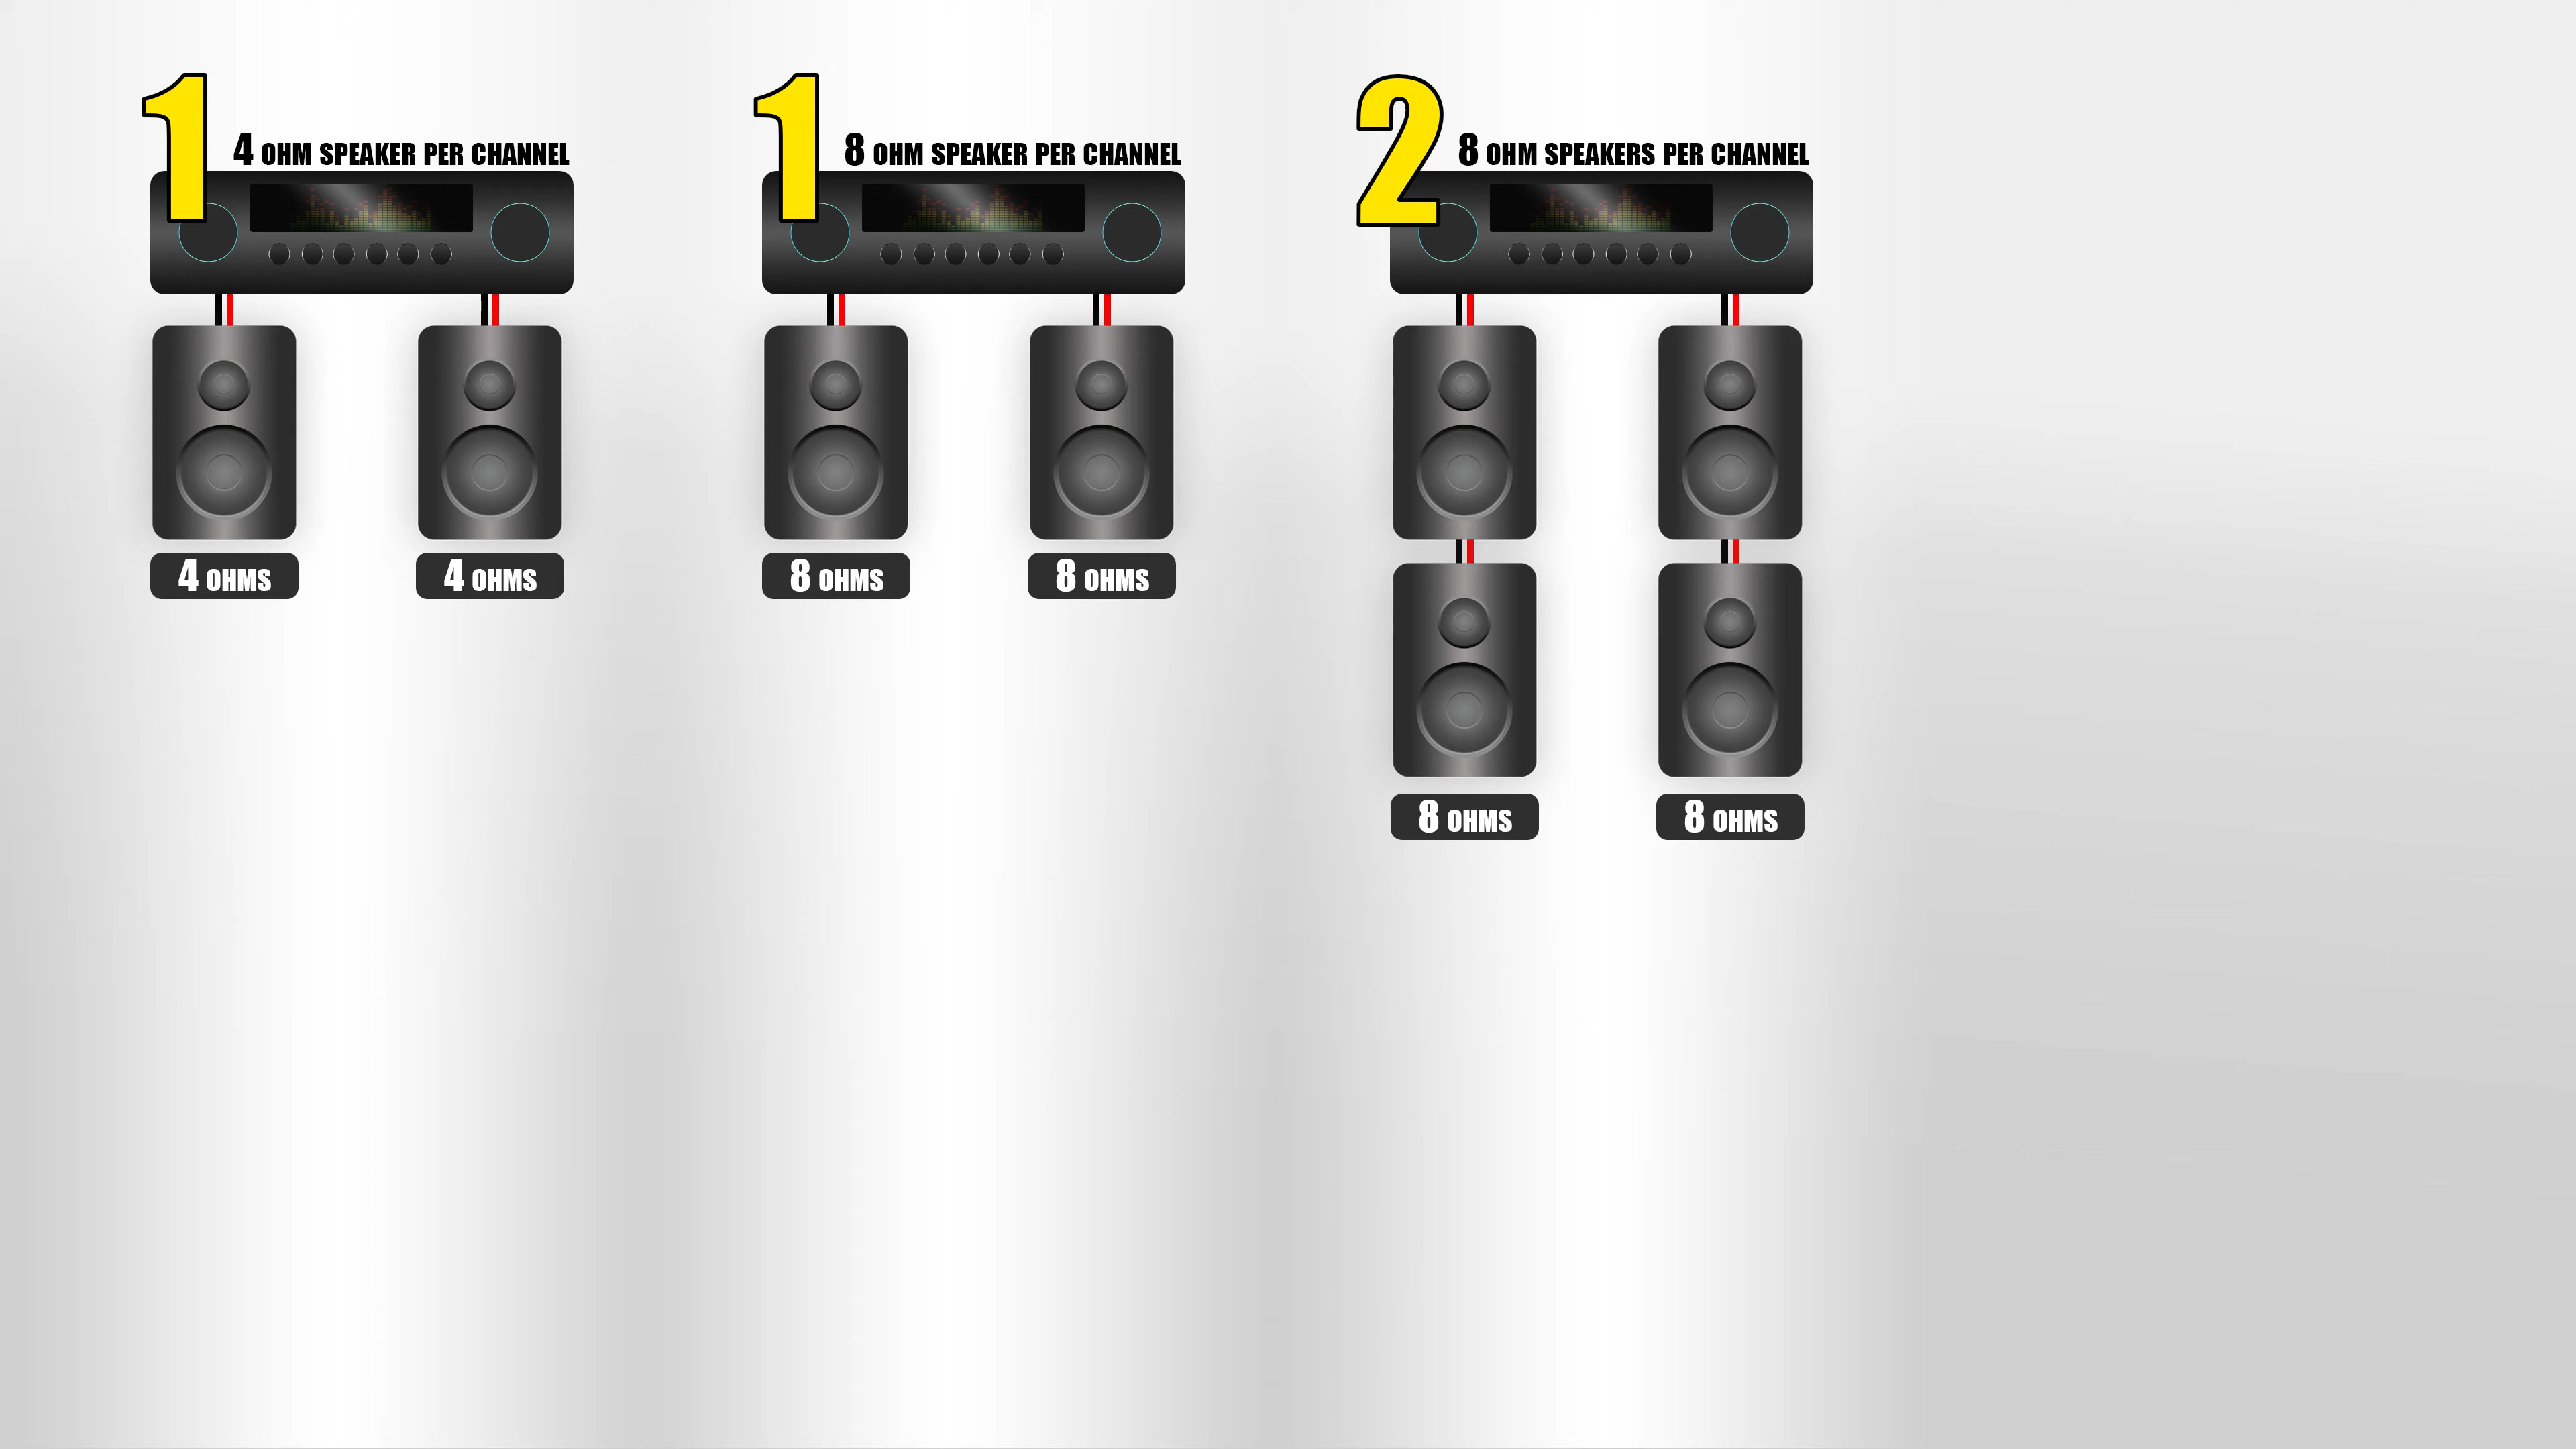 1
4 OHM SPEAKER PER CHANNEL
4 OHMS
4 OHMS
1
8 OHM SPEAKER PER CHANNEL
8 OHMS
8 OHMS
2
8 OHM SPEAKERS PER CHANNEL
8 OHMS
8 OHMS